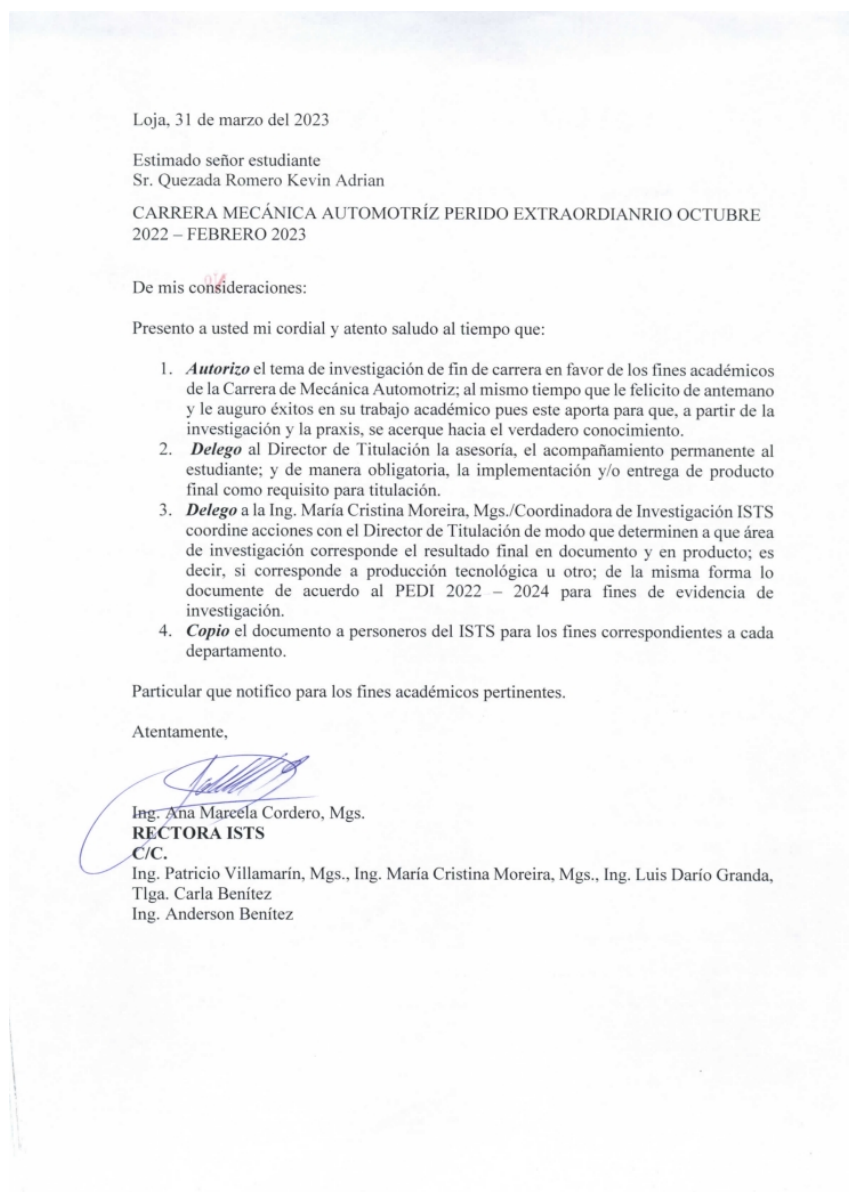 Loja, 31 de marzo del 2023
Estimado señor estudiante
Sr. Quezada Romero Kevin Adrian
CARRERA MECÁNICA AUTOMOTRÍZ PERIDO EXTRAORDIANRIO OCTUBRE
2022 – FEBRERO 2023
De mis consideraciones:
Presento a usted mi cordial y atento saludo al tiempo que:
1. Autorizo el tema de investigación de fin de carrera en favor de los fines académicos
de la Carrera de Mecánica Automotriz; al mismo tiempo que le felicito de antemano
y le auguro éxitos en su trabajo académico pues este aporta para que, a partir de la
investigación y la praxis, se acerque hacia el verdadero conocimiento.
2. Delego al Director de Titulación la asesoría, el acompañamiento permanente al
estudiante; y de manera obligatoria, la implementación y/o entrega de producto
final como requisito para titulación.
3. Delego a la Ing. María Cristina Moreira, Mgs./Coordinadora de Investigación ISTS
coordine acciones con el Director de Titulación de modo que determinen a que área
de investigación corresponde el resultado final en documento y en producto; es
decir, si corresponde a producción tecnológica u otro; de la misma forma lo
documente de acuerdo al PEDI 2022 – 2024 para fines de evidencia de
investigación.
4. Copio el documento a personeros del ISTS para los fines correspondientes a cada
departamento.
Particular que notifico para los fines académicos pertinentes.
Atentamente,
Ing. Ana Marcela Cordero, Mgs.
RECTORA ISTS
C/C.
Ing. Patricio Villamarín, Mgs., Ing. María Cristina Moreira, Mgs., Ing. Luis Darío Granda,
Tlga. Carla Benítez
Ing. Anderson Benítez